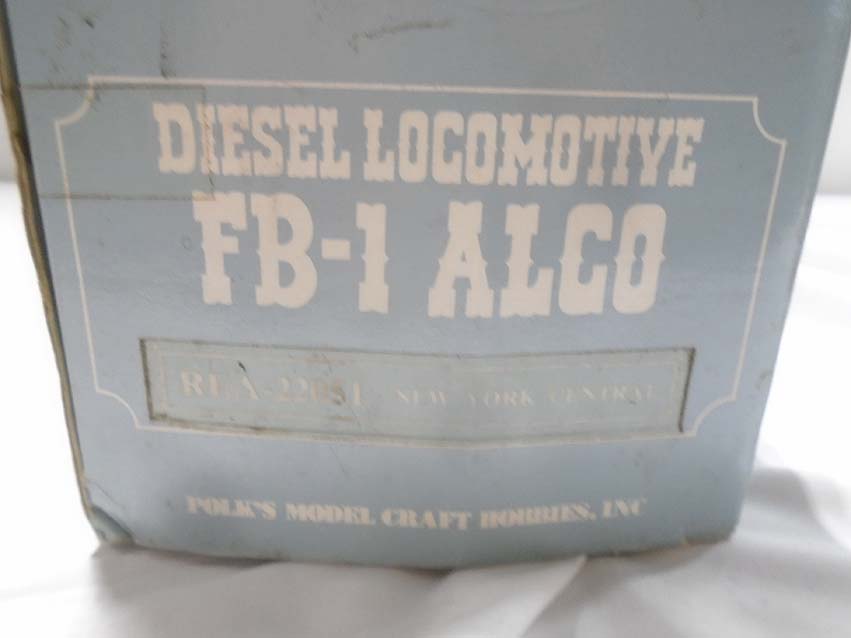 DIESEL LOCOMOTIVE
FB-1 ALCO
RLA-22051 NEW YORK CENTRAL
POLK'S MODEL CRAFT HOBBIES, INC